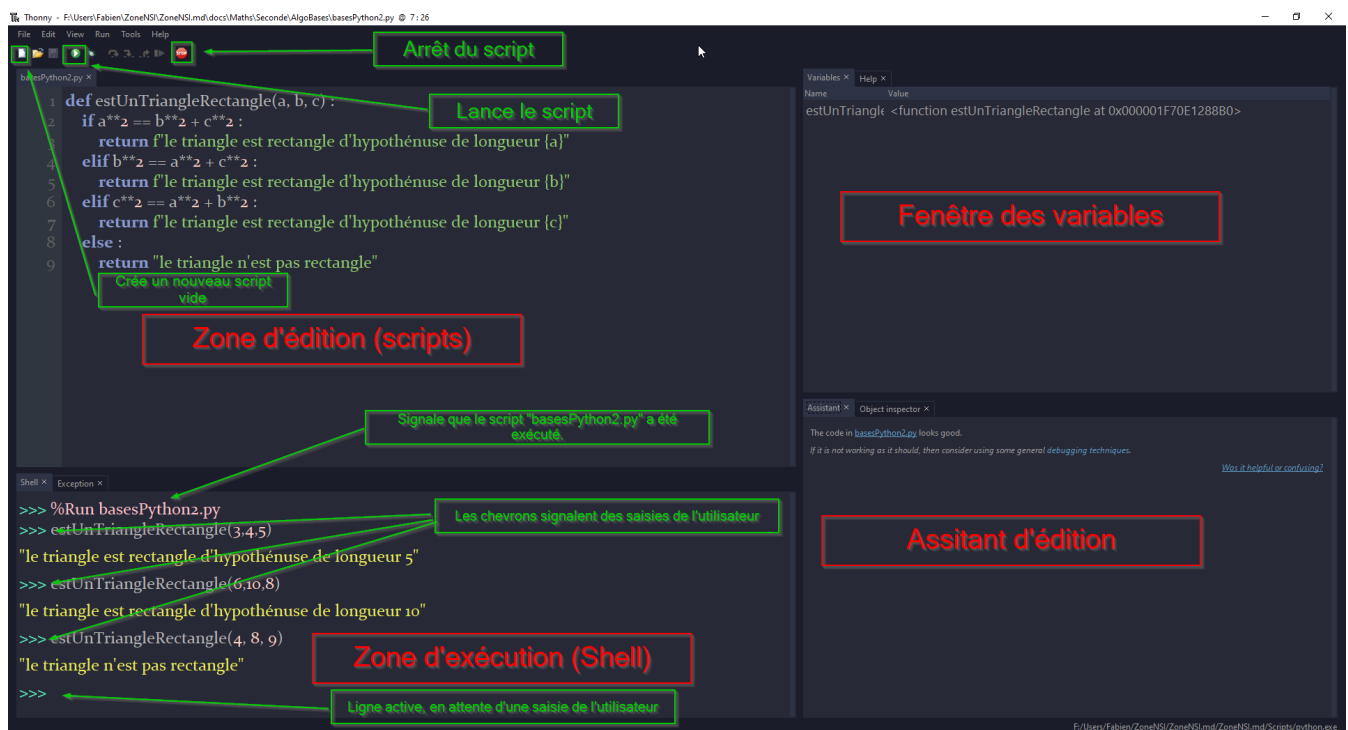 Thonny - F:\Users\Fabien\ZoneNSI\ZoneNSI.md\docs\Maths\Seconde\AlgoBases\basesPython2.py @ 7 : 26
File Edit View Run Tools Help
Arrêt du script
basesPython2.py ×
Lance le script
1 def estUnTriangleRectangle(a, b, c) :
2 if a**2 == b**2 + c**2 :
3 return f"le triangle est rectangle d'hypothénuse de longueur {a}"
4 elif b**2 == a**2 + c**2 :
5 return f"le triangle est rectangle d'hypothénuse de longueur {b}"
6 elif c**2 == a**2 + b**2 :
7 return f"le triangle est rectangle d'hypothénuse de longueur {c}"
8 else :
9 return "le triangle n'est pas rectangle"
Crée un nouveau script
vide
Zone d'édition (scripts)
Signale que le script "basesPython2.py" a été
exécuté.
Shell × Exception ×
>>> %Run basesPython2.py
>>> estUnTriangleRectangle(3,4,5)
"le triangle est rectangle d'hypothénuse de longueur 5"
>>> estUnTriangleRectangle(6,10,8)
"le triangle est rectangle d'hypothénuse de longueur 10"
>>> estUnTriangleRectangle(4, 8, 9)
"le triangle n'est pas rectangle"
>>>
Les chevrons signalent des saisies de l'utilisateur
Zone d'exécution (Shell)
Ligne active, en attente d'une saisie de l'utilisateur
Variables × Help ×
Name Value
estUnTriangle <function estUnTriangleRectangle at 0x000001F70E1288B0>
Fenêtre des variables
Assistant × Object inspector ×
The code in basesPython2.py looks good.
If it is not working as it should, then consider using some general debugging techniques.
Was it helpful or confusing?
Assitant d'édition
F:/Users/Fabien/ZoneNSI/ZoneNSI.md/ZoneNSI.md/Scripts/python.exe